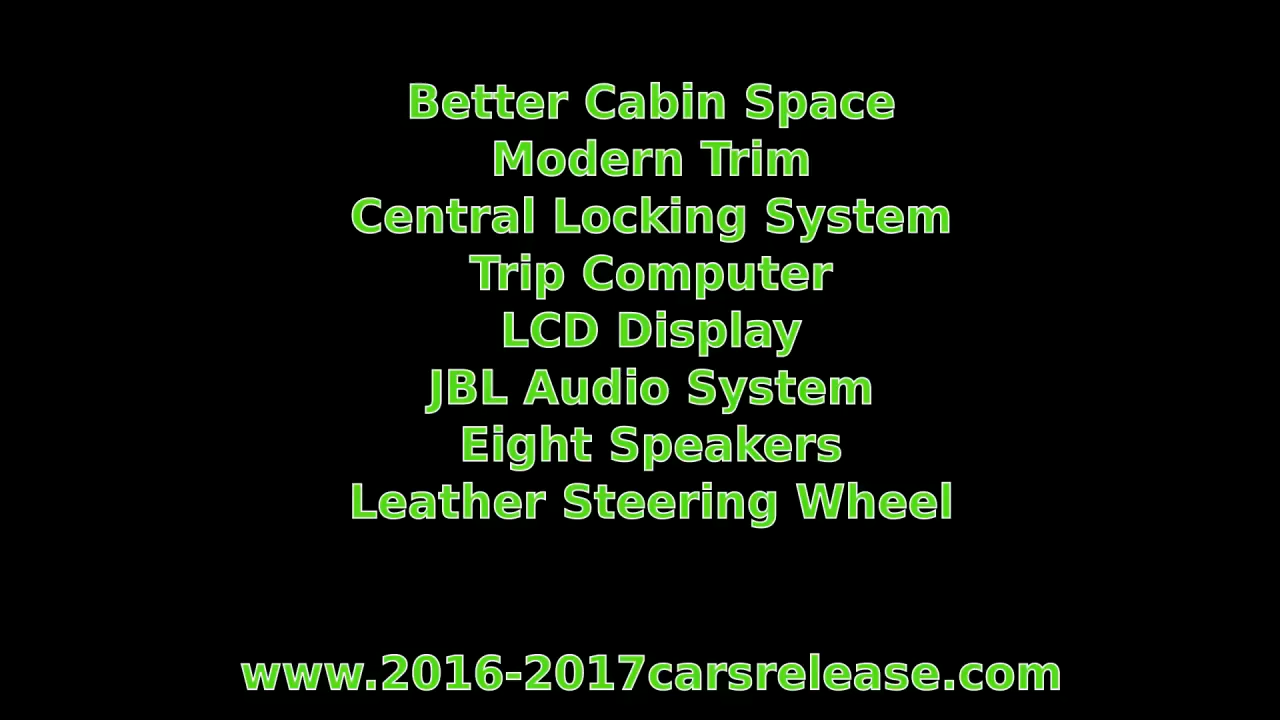 Better Cabin Space
Modern Trim
Central Locking System
Trip Computer
LCD Display
JBL Audio System
Eight Speakers
Leather Steering Wheel
www.2016-2017carsrelease.com